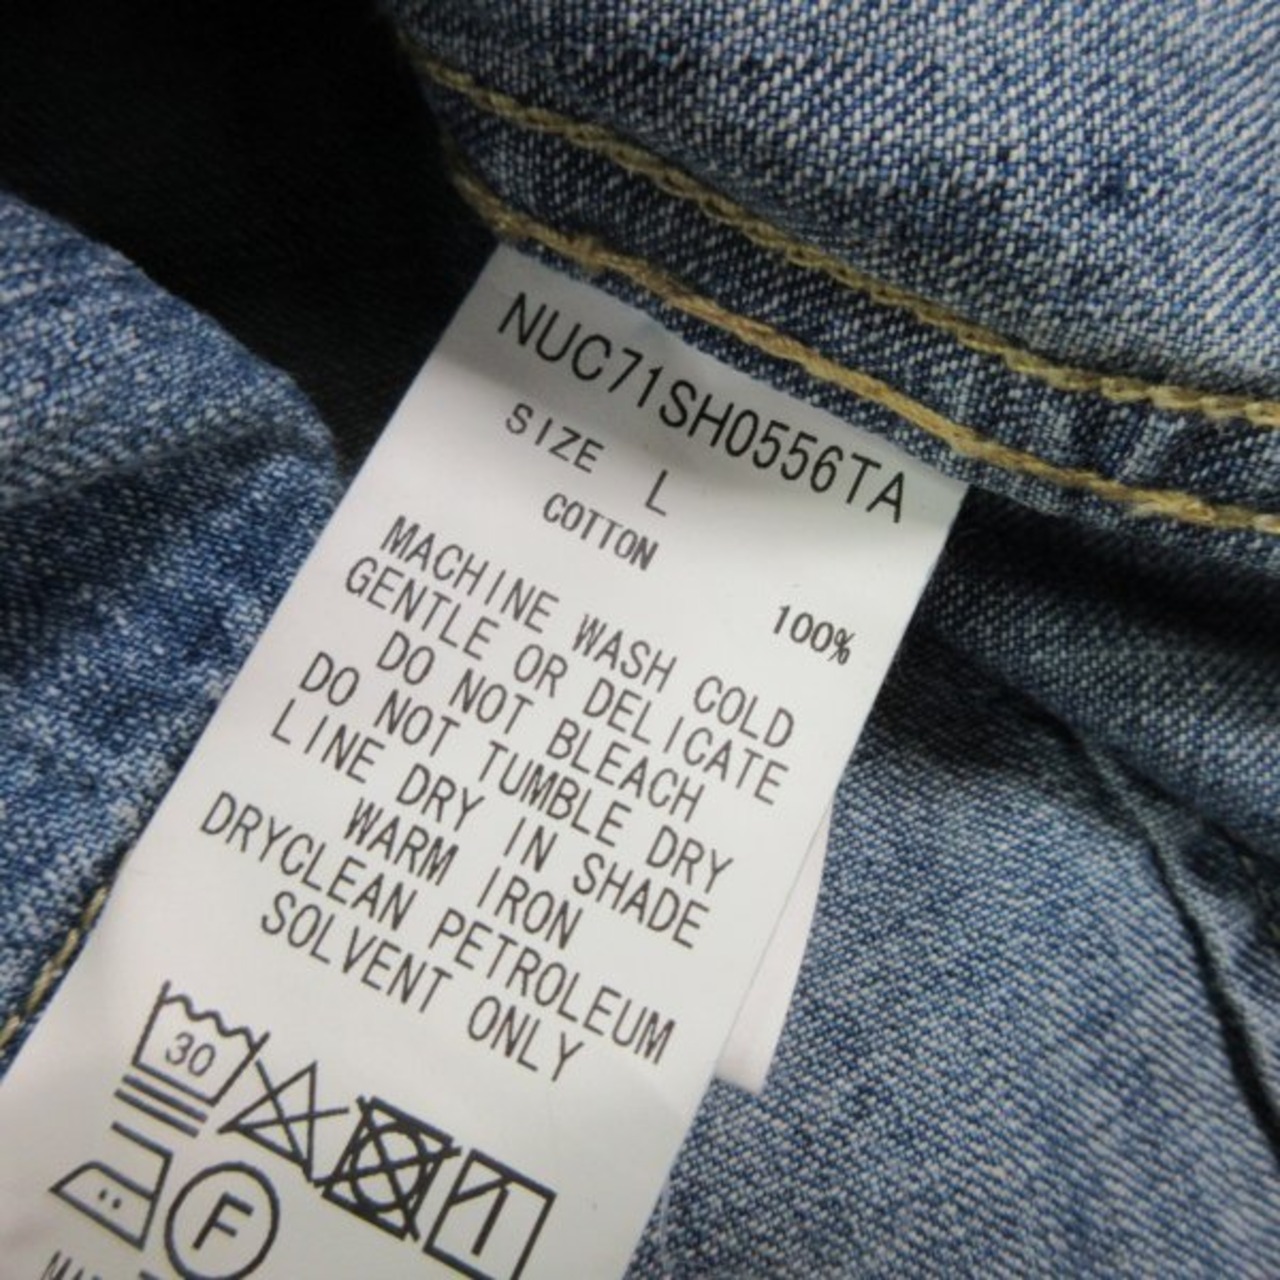 NUC71SH0556TA
SIZE L
COTTON 100%
MACHINE WASH COLD
GENTLE OR DELICATE
DO NOT BLEACH
DO NOT TUMBLE DRY
LINE DRY IN SHADE
WARM IRON
DRYCLEAN PETROLEUM
SOLVENT ONLY
30
F